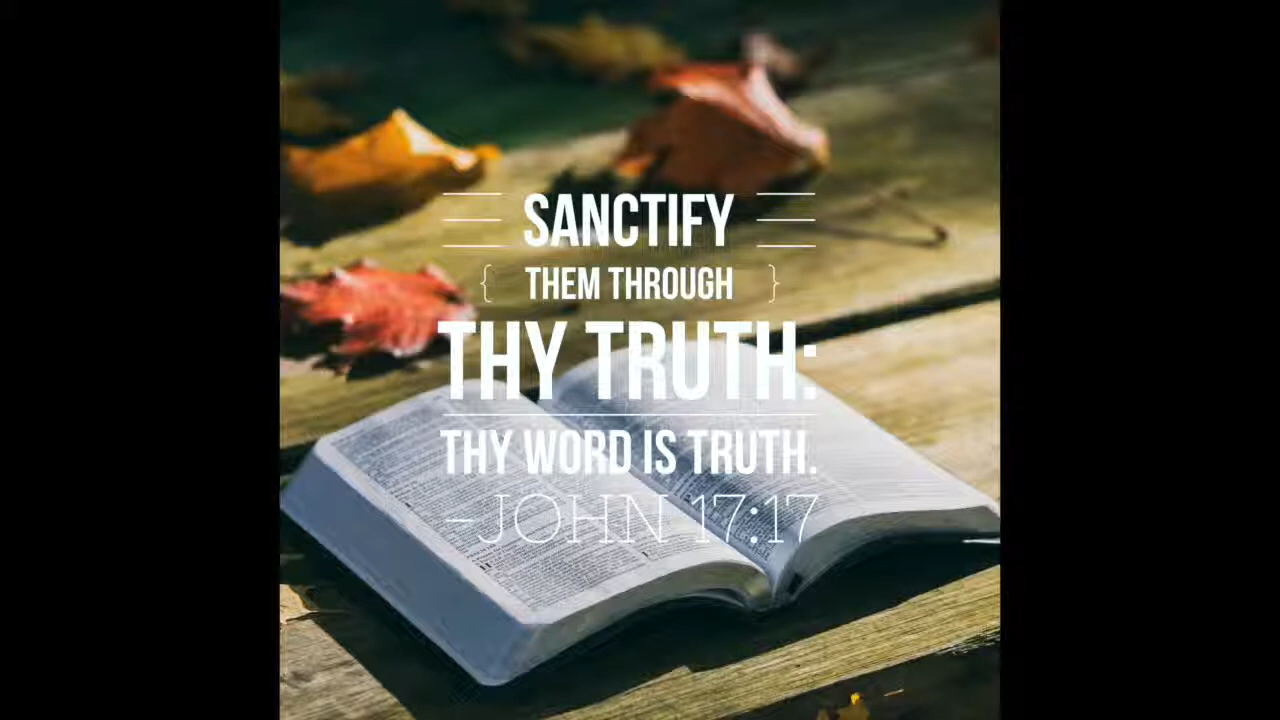 SANCTIFY
{ THEM THROUGH }
THY TRUTH:
THY WORD IS TRUTH.
-JOHN 17:17